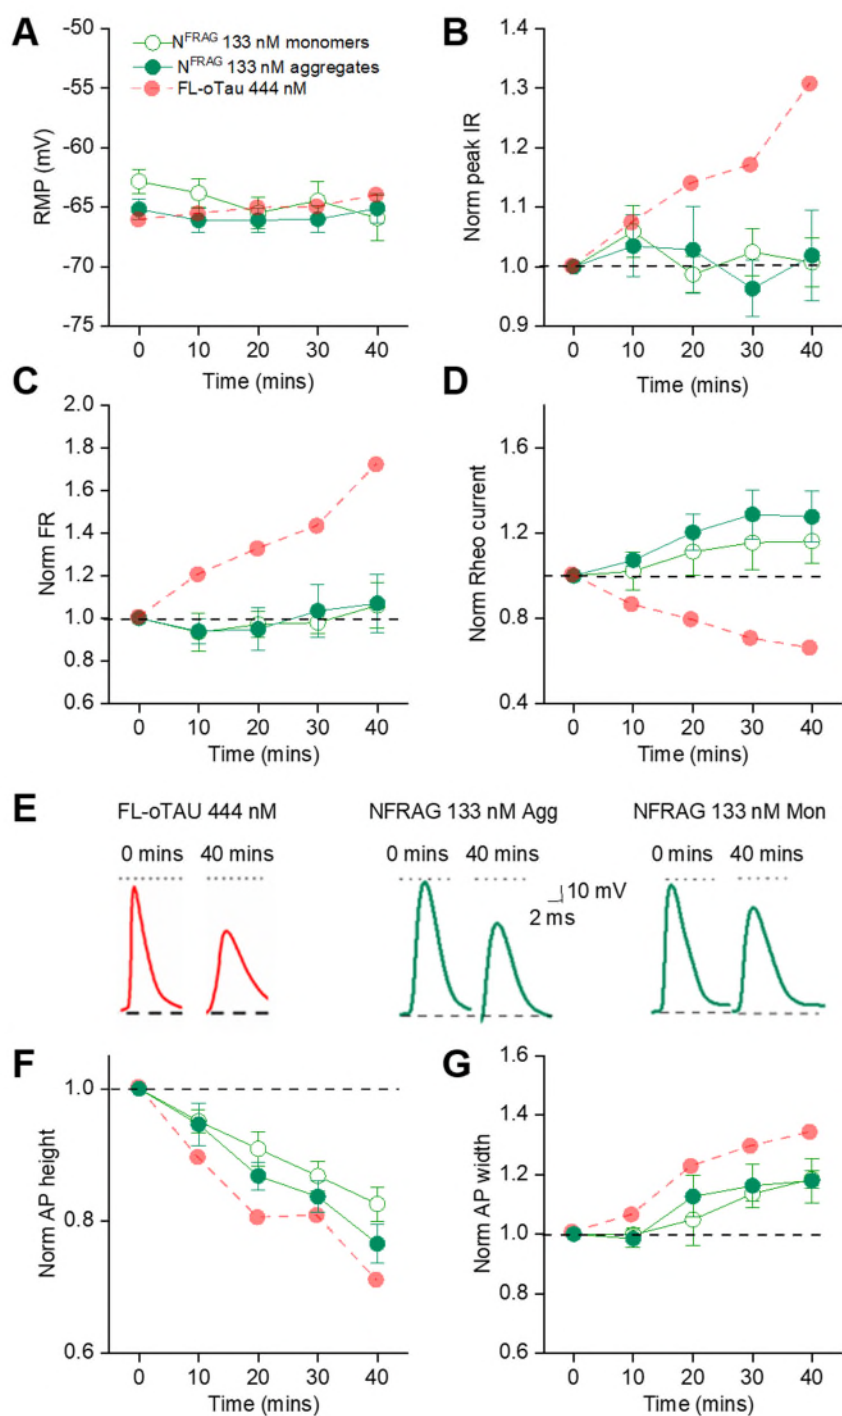 A
-50
-55
-60
-65
-70
-75
RMP (mV)
N^FRAG 133 nM monomers
N^FRAG 133 nM aggregates
FL-oTau 444 nM
0 10 20 30 40
Time (mins)
B
1.4
1.3
1.2
1.1
1.0
0.9
Norm peak IR
0 10 20 30 40
Time (mins)
C
2.0
1.8
1.6
1.4
1.2
1.0
0.8
0.6
Norm FR
0 10 20 30 40
Time (mins)
D
1.6
1.2
0.8
0.4
Norm Rheo current
0 10 20 30 40
Time (mins)
E
FL-oTAU 444 nM
0 mins 40 mins
NFRAG 133 nM Agg
0 mins 40 mins
10 mV
2 ms
NFRAG 133 nM Mon
0 mins 40 mins
F
1.0
0.8
0.6
Norm AP height
0 10 20 30 40
Time (mins)
G
1.6
1.4
1.2
1.0
0.8
0.6
Norm AP width
0 10 20 30 40
Time (mins)